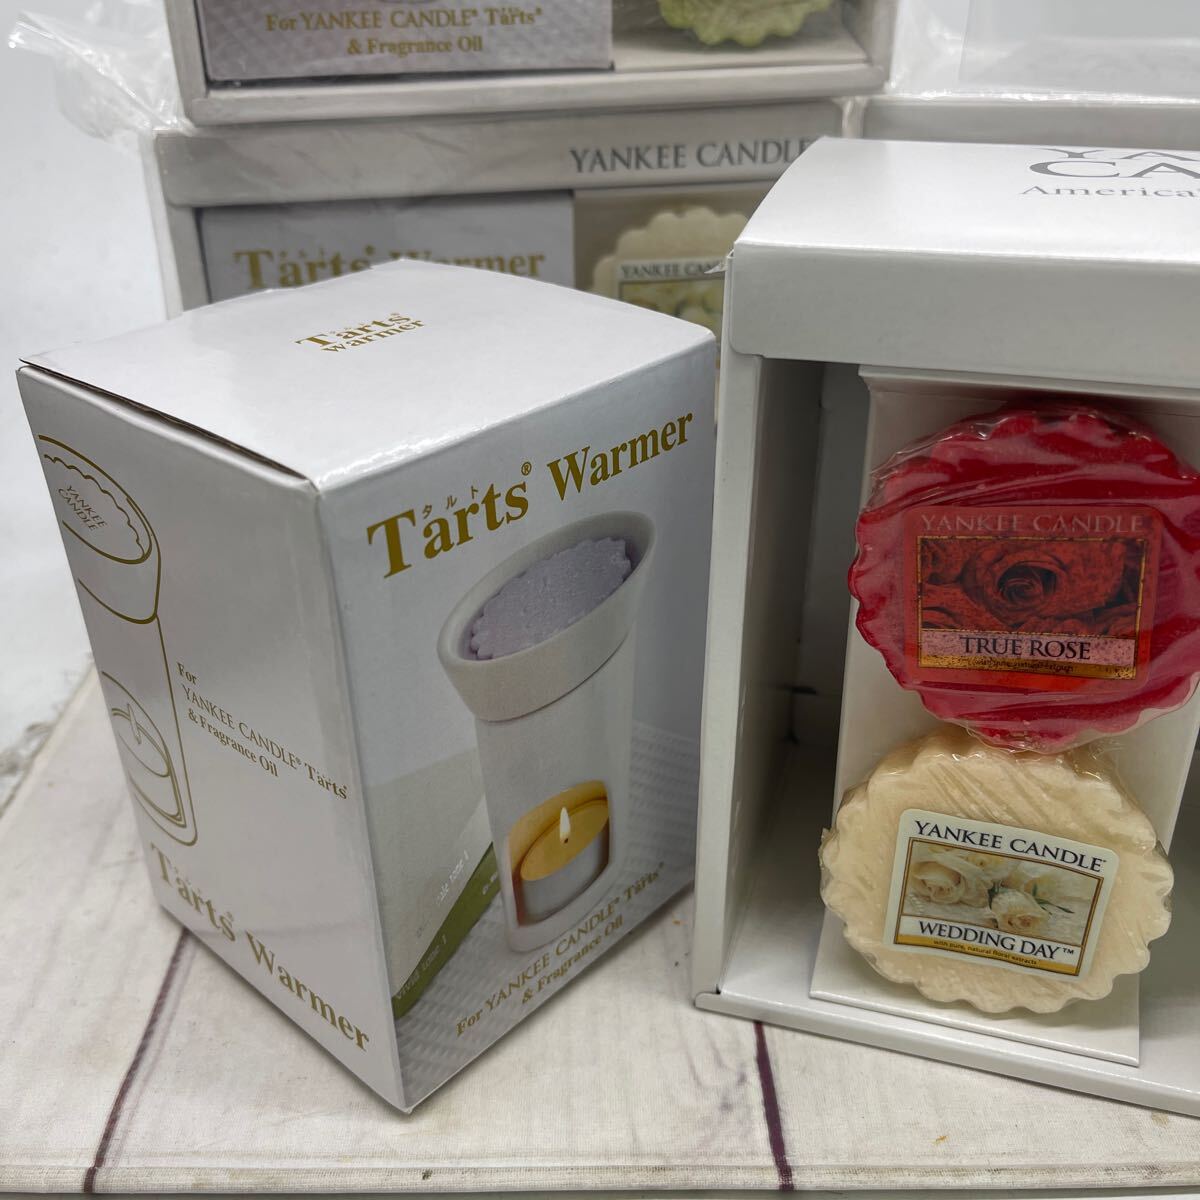 For YANKEE CANDLE® Tarts®
& Fragrance Oil
YANKEE CANDLE
Tarts® Warmer
YANKEE
America
タルト
Tarts
warmer
タルト
Tarts® Warmer
YANKEE
CANDLE
For
YANKEE CANDLE® Tarts®
& Fragrance Oil
Tarts® Warmer
For YANKEE CANDLE® Tarts®
& Fragrance Oil
YANKEE CANDLE
TRUE ROSE
YANKEE CANDLE®
WEDDING DAY™
with pure, natural floral extracts